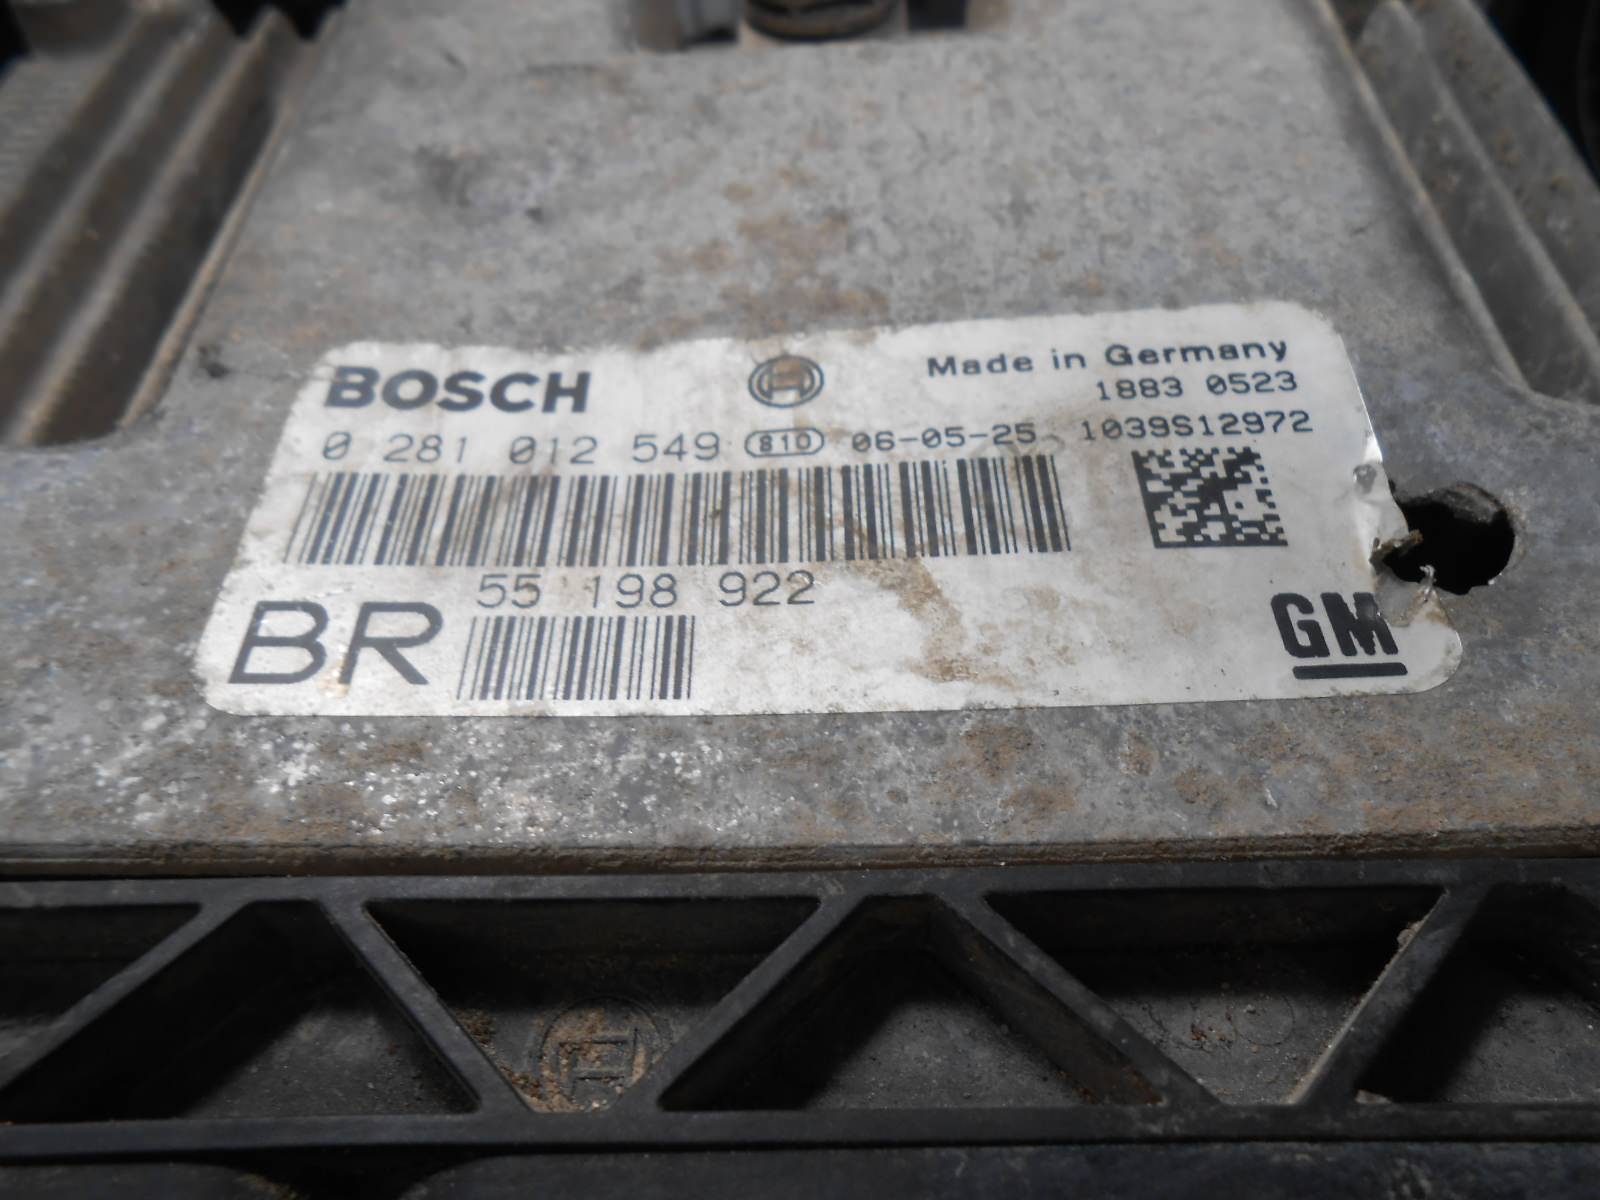 BOSCH
Made in Germany
1883 0523
0 281 012 549 810 06-05-25 1039S12972
55 198 922
BR
GM